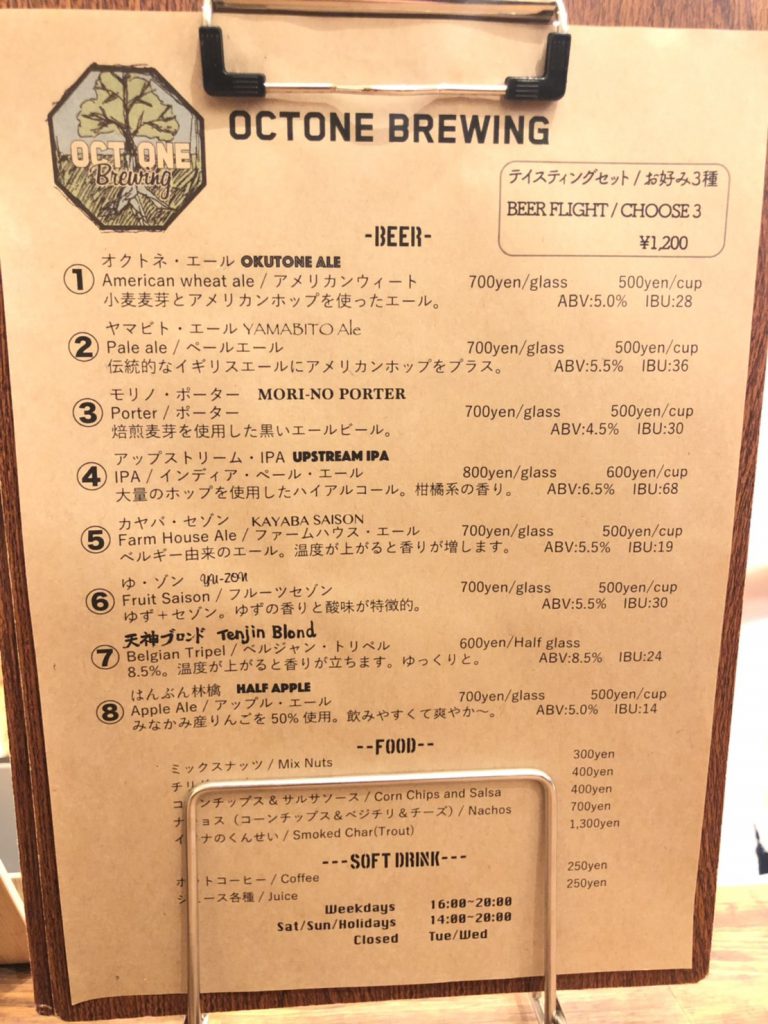 OCT ONE
Brewing
OCTONE BREWING
テイスティングセット / お好み3種
BEER FLIGHT / CHOOSE 3
¥1,200
-BEER-
① オクトネ・エール OKUTONE ALE
American wheat ale / アメリカンウィート 700yen/glass 500yen/cup
小麦麦芽とアメリカンホップを使ったエール。 ABV:5.0% IBU:28
② ヤマビト・エール YAMABITO Ale
Pale ale / ペールエール 700yen/glass 500yen/cup
伝統的なイギリスエールにアメリカンホップをプラス。 ABV:5.5% IBU:36
③ モリノ・ポーター MORI-NO PORTER
Porter / ポーター 700yen/glass 500yen/cup
焙煎麦芽を使用した黒いエールビール。 ABV:4.5% IBU:30
④ アップストリーム・IPA UPSTREAM IPA
IPA / インディア・ペール・エール 800yen/glass 600yen/cup
大量のホップを使用したハイアルコール。柑橘系の香り。 ABV:6.5% IBU:68
⑤ カヤバ・セゾン KAYABA SAISON
Farm House Ale / ファームハウス・エール 700yen/glass 500yen/cup
ベルギー由来のエール。温度が上がると香りが増します。 ABV:5.5% IBU:19
⑥ ゆ・ゾン YU-ZON
Fruit Saison / フルーツセゾン 700yen/glass 500yen/cup
ゆず+セゾン。ゆずの香りと酸味が特徴的。 ABV:5.5% IBU:30
⑦ 天神ブロンド Tenjin Blond
Belgian Tripel / ベルジャン・トリペル 600yen/Half glass
8.5%。温度が上がると香りが立ちます。ゆっくりと。 ABV:8.5% IBU:24
⑧ はんぶん林檎 HALF APPLE
Apple Ale / アップル・エール 700yen/glass 500yen/cup
みなかみ産りんごを50%使用。飲みやすくて爽やか〜。 ABV:5.0% IBU:14
--FOOD--
ミックスナッツ / Mix Nuts 300yen
400yen
コーンチップス & サルサソース / Corn Chips and Salsa 400yen
ナチョス（コーンチップス&ベジチリ&チーズ）/ Nachos 700yen
イワナのくんせい / Smoked Char(Trout) 1,300yen
---SOFT DRINK---
ホットコーヒー / Coffee 250yen
ジュース各種 / Juice 250yen
Weekdays 16:00~20:00
Sat/Sun/Holidays 14:00~20:00
Closed Tue/Wed